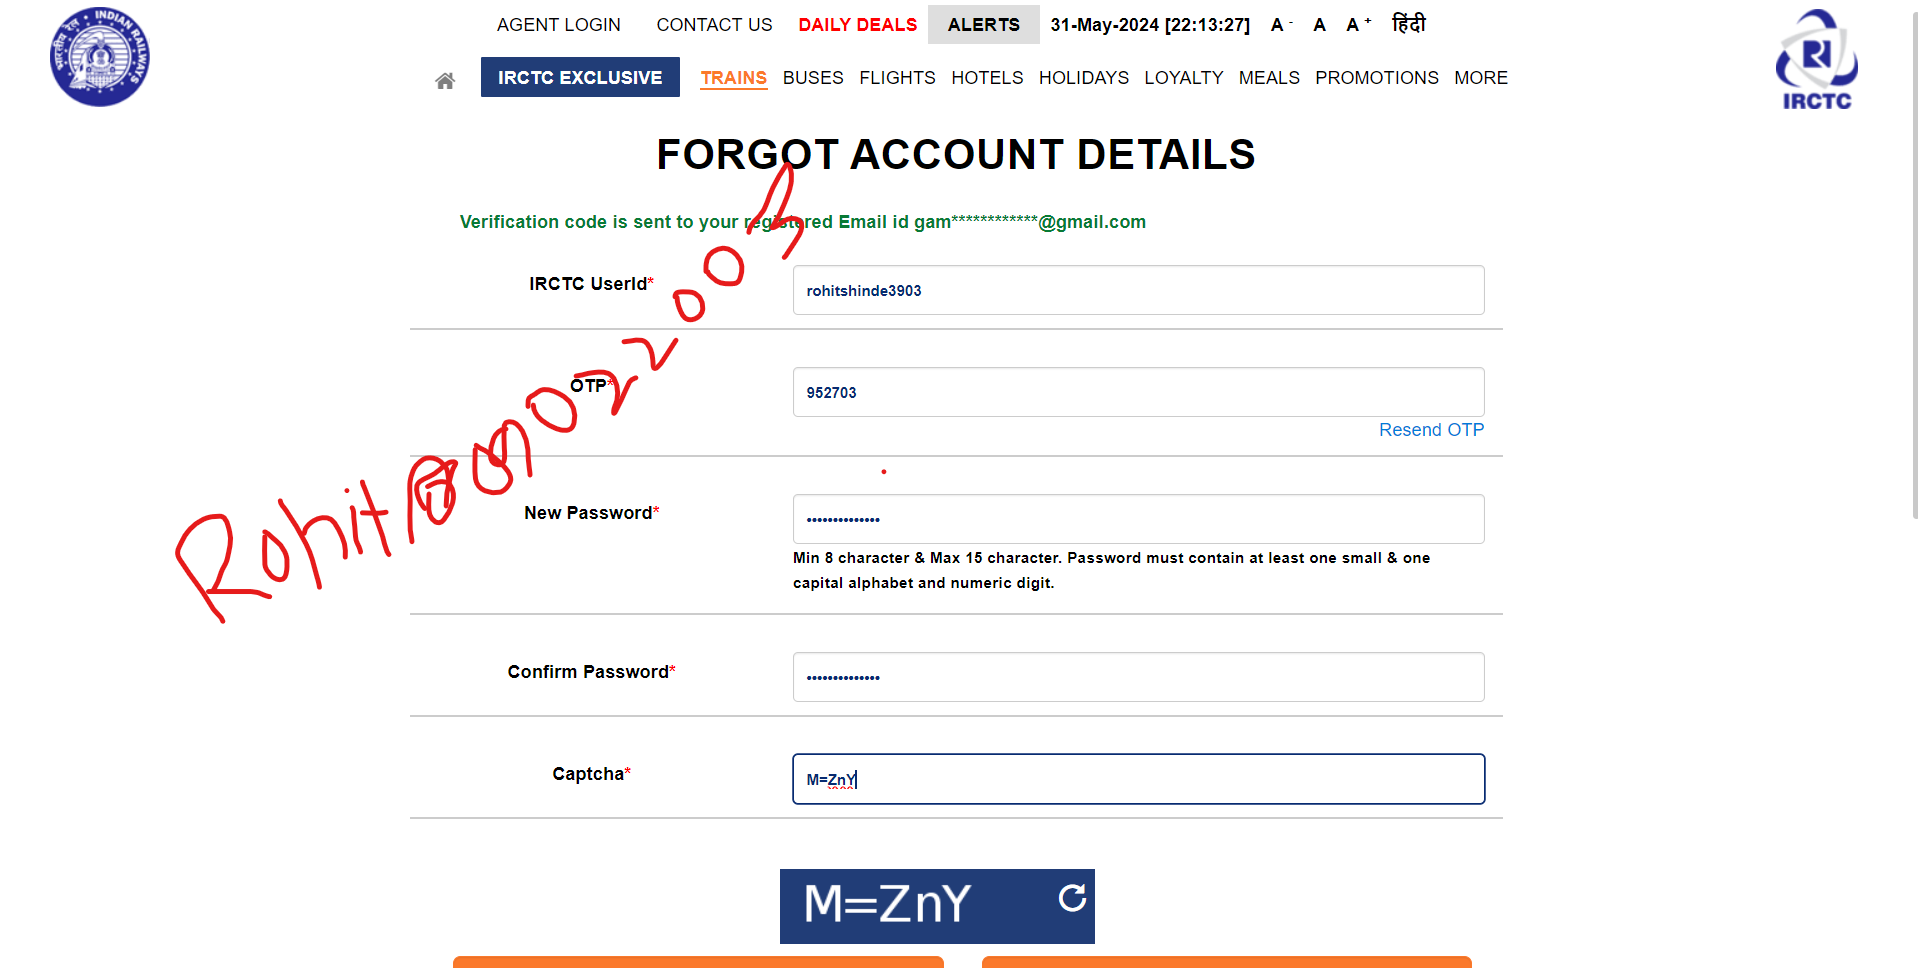 AGENT LOGIN CONTACT US DAILY DEALS ALERTS 31-May-2024 [22:13:27] A - A A + हिंदी
IRCTC EXCLUSIVE TRAINS BUSES FLIGHTS HOTELS HOLIDAYS LOYALTY MEALS PROMOTIONS MORE
भारतीय रेल INDIAN RAILWAYS
IRCTC
FORGOT ACCOUNT DETAILS
Verification code is sent to your registered Email id gam************@gmail.com
IRCTC UserId* rohitshinde3903
OTP* 952703
Resend OTP
New Password* ••••••••••••••
Min 8 character & Max 15 character. Password must contain at least one small & one
capital alphabet and numeric digit.
Confirm Password* ••••••••••••••
Captcha* M=ZnY
M=ZnY
Rohit